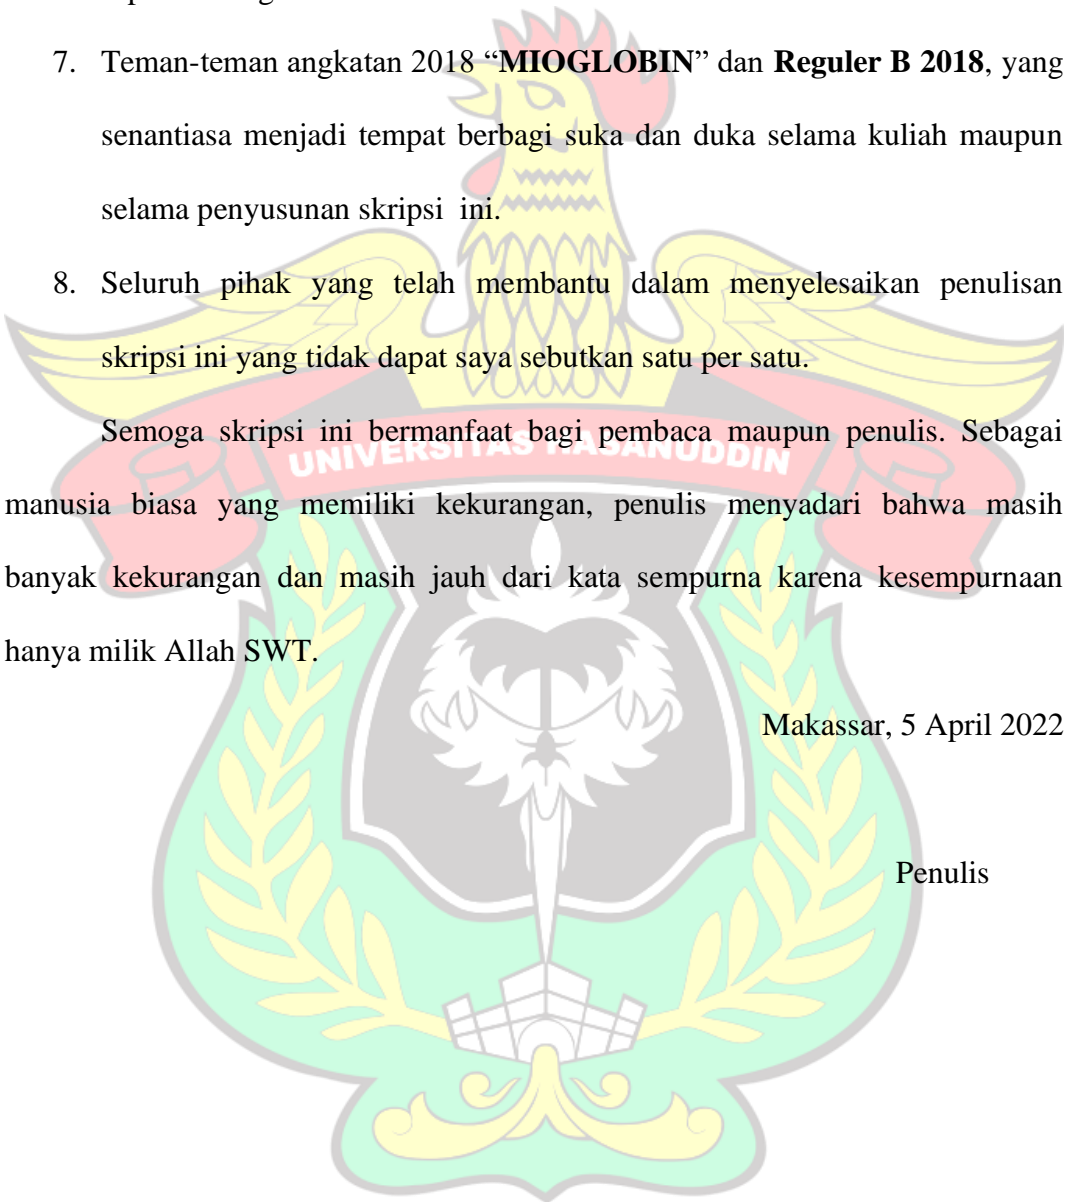 7. Teman-teman angkatan 2018 “MIOGLOBIN” dan Reguler B 2018, yang
senantiasa menjadi tempat berbagi suka dan duka selama kuliah maupun
selama penyusunan skripsi ini.
8. Seluruh pihak yang telah membantu dalam menyelesaikan penulisan
skripsi ini yang tidak dapat saya sebutkan satu per satu.
Semoga skripsi ini bermanfaat bagi pembaca maupun penulis. Sebagai
UNIVERSITAS HASANUDDIN
manusia biasa yang memiliki kekurangan, penulis menyadari bahwa masih
banyak kekurangan dan masih jauh dari kata sempurna karena kesempurnaan
hanya milik Allah SWT.
Makassar, 5 April 2022
Penulis